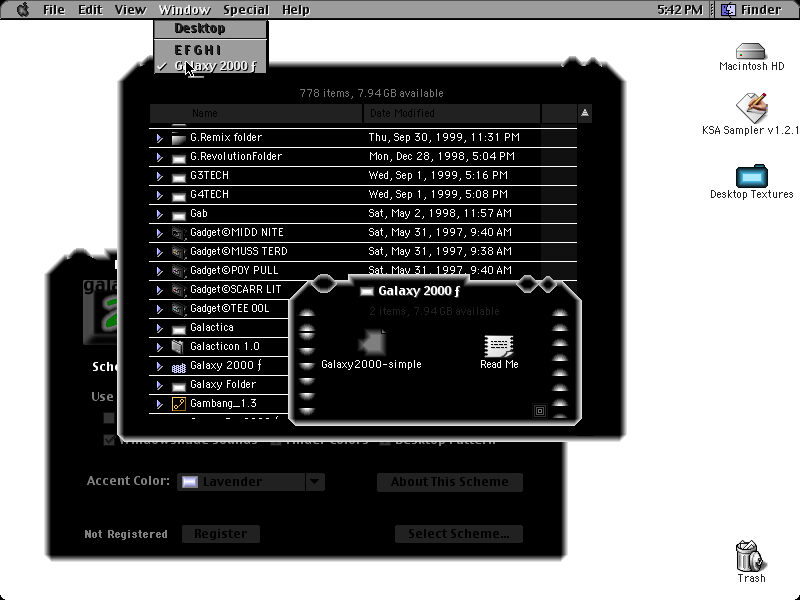 File Edit View Window Special Help 5:42 PM Finder
Desktop
E F G H I
✓ Galaxy 2000 ƒ
Macintosh HD
KSA Sampler v1.2.1
Desktop Textures
Trash
778 items, 7.94 GB available
Name Date Modified
G.Remix folder Thu, Sep 30, 1999, 11:31 PM
G.RevolutionFolder Mon, Dec 28, 1998, 5:04 PM
G3TECH Wed, Sep 1, 1999, 5:16 PM
G4TECH Wed, Sep 1, 1999, 5:08 PM
Gab Sat, May 2, 1998, 11:57 AM
Gadget©MIDD NITE Sat, May 31, 1997, 9:40 AM
Gadget©MUSS TERD Sat, May 31, 1997, 9:38 AM
Gadget©POY PULL Sat, May 31, 1997, 9:40 AM
Gadget©SCARR LIT
Gadget©TEE OOL
Galactica
Galacticon 1.0
Galaxy 2000 ƒ
Galaxy Folder
Gambang_1.3
Galaxy 2000 ƒ
2 items, 7.94 GB available
Galaxy2000-simple
Read Me
Use
Windowshade Sounds Finder Colors Desktop Pattern
Accent Color: Lavender About This Scheme
Not Registered Register Select Scheme...